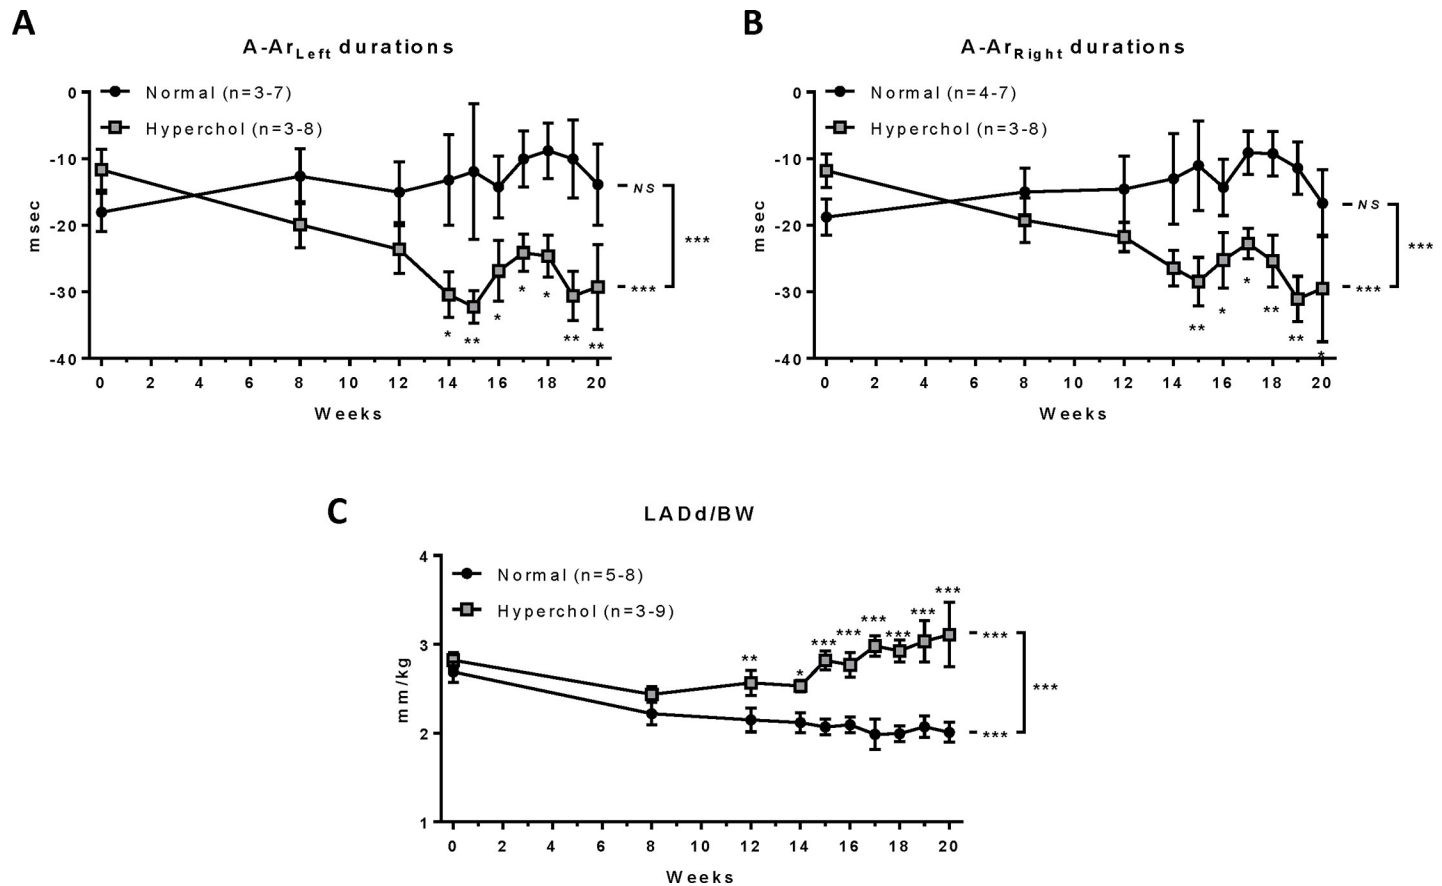 A
A-Ar Left durations
Normal (n=3-7)
Hyperchol (n=3-8)
msec
0
-10
-20
-30
-40
0 2 4 6 8 10 12 14 16 18 20
Weeks
NS
***
***
* ** * * * ** **
B
A-Ar Right durations
Normal (n=4-7)
Hyperchol (n=3-8)
msec
0
-10
-20
-30
-40
0 2 4 6 8 10 12 14 16 18 20
Weeks
NS
***
***
** * * ** ** *
C
LADd/BW
Normal (n=5-8)
Hyperchol (n=3-9)
mm/kg
4
3
2
1
0 2 4 6 8 10 12 14 16 18 20
Weeks
** * *** *** *** *** *** ***
***
***
***